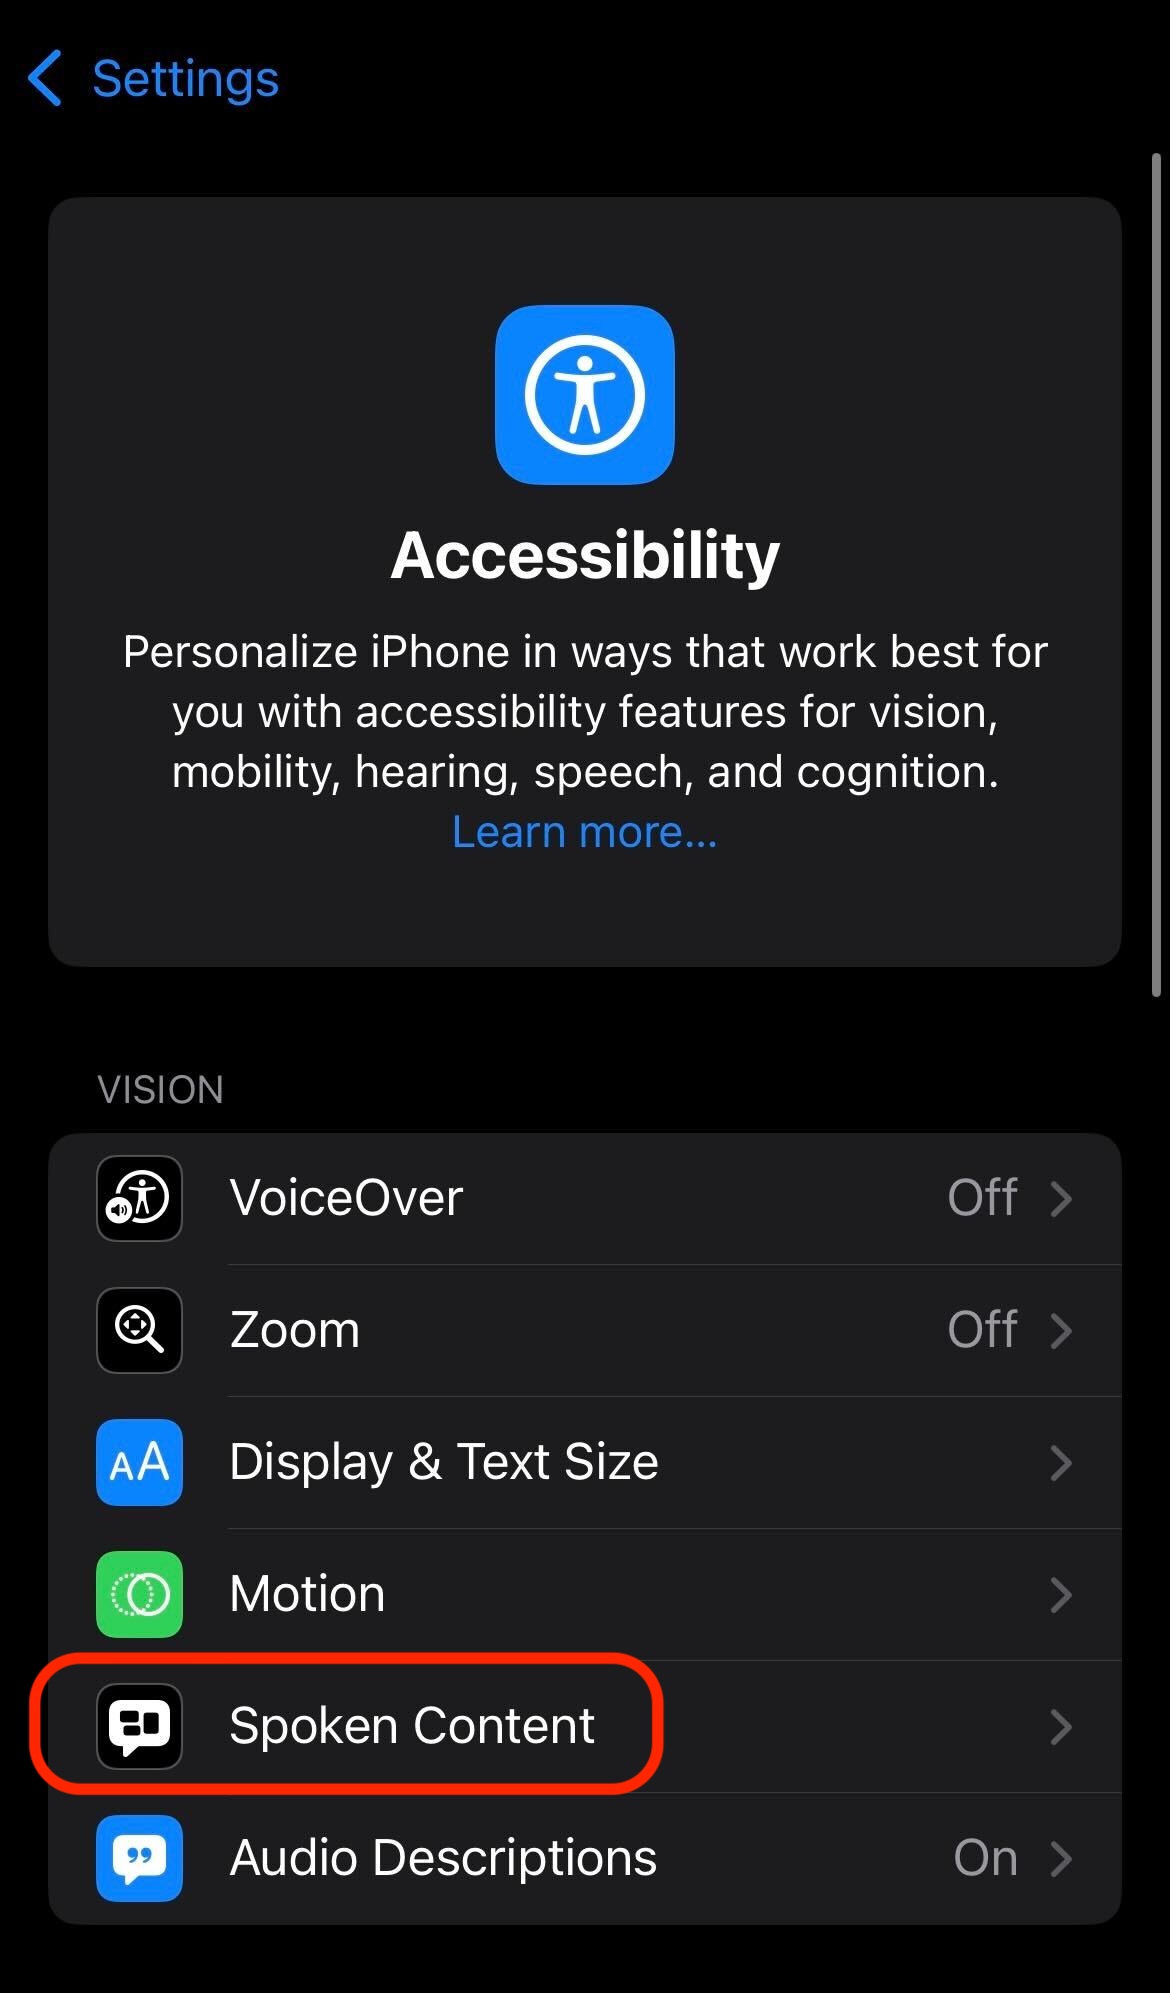 Settings
Accessibility
Personalize iPhone in ways that work best for
you with accessibility features for vision,
mobility, hearing, speech, and cognition.
Learn more...
VISION
VoiceOver Off
Zoom Off
AA Display & Text Size
Motion
Spoken Content
Audio Descriptions On